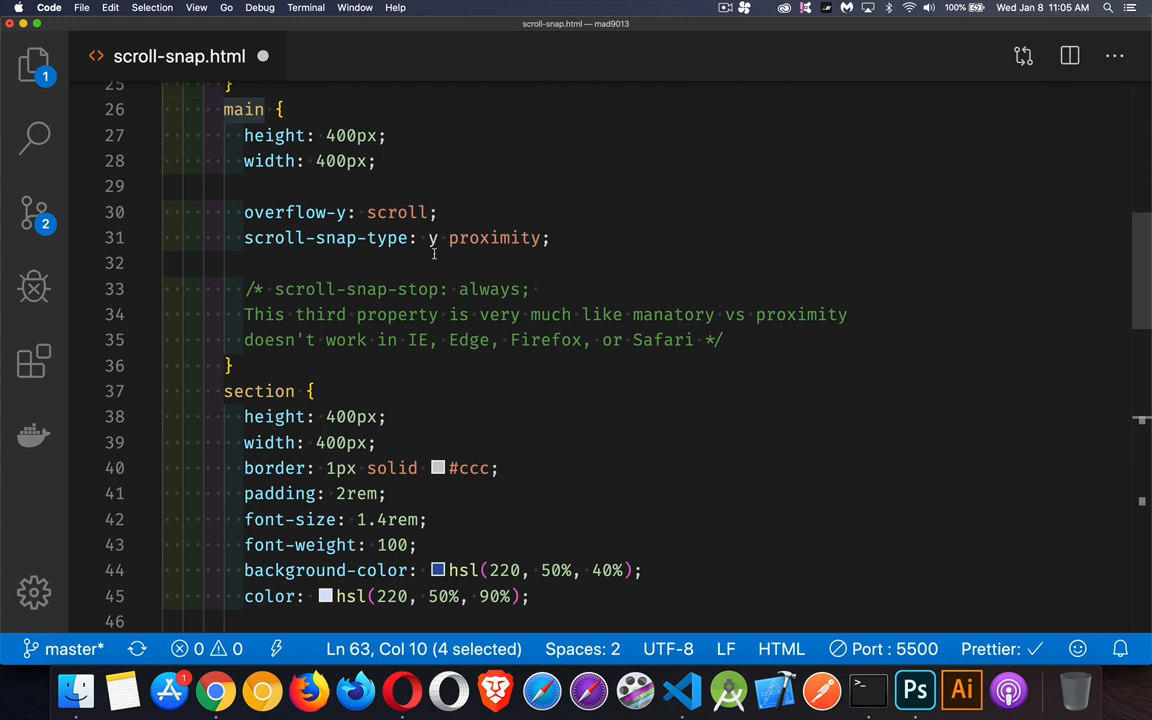 Code File Edit Selection View Go Debug Terminal Window Help 100% Wed Jan 8 11:05 AM
scroll-snap.html — mad9013
<> scroll-snap.html
1
2
25 }
26 main {
27 height: 400px;
28 width: 400px;
29
30 overflow-y: scroll;
31 scroll-snap-type: y proximity;
32
33 /* scroll-snap-stop: always;
34 This third property is very much like manatory vs proximity
35 doesn't work in IE, Edge, Firefox, or Safari */
36 }
37 section {
38 height: 400px;
39 width: 400px;
40 border: 1px solid #ccc;
41 padding: 2rem;
42 font-size: 1.4rem;
43 font-weight: 100;
44 background-color: hsl(220, 50%, 40%);
45 color: hsl(220, 50%, 90%);
46
master* 0 0 Ln 63, Col 10 (4 selected) Spaces: 2 UTF-8 LF HTML Port : 5500 Prettier: ✓
1
>_ Ps Ai